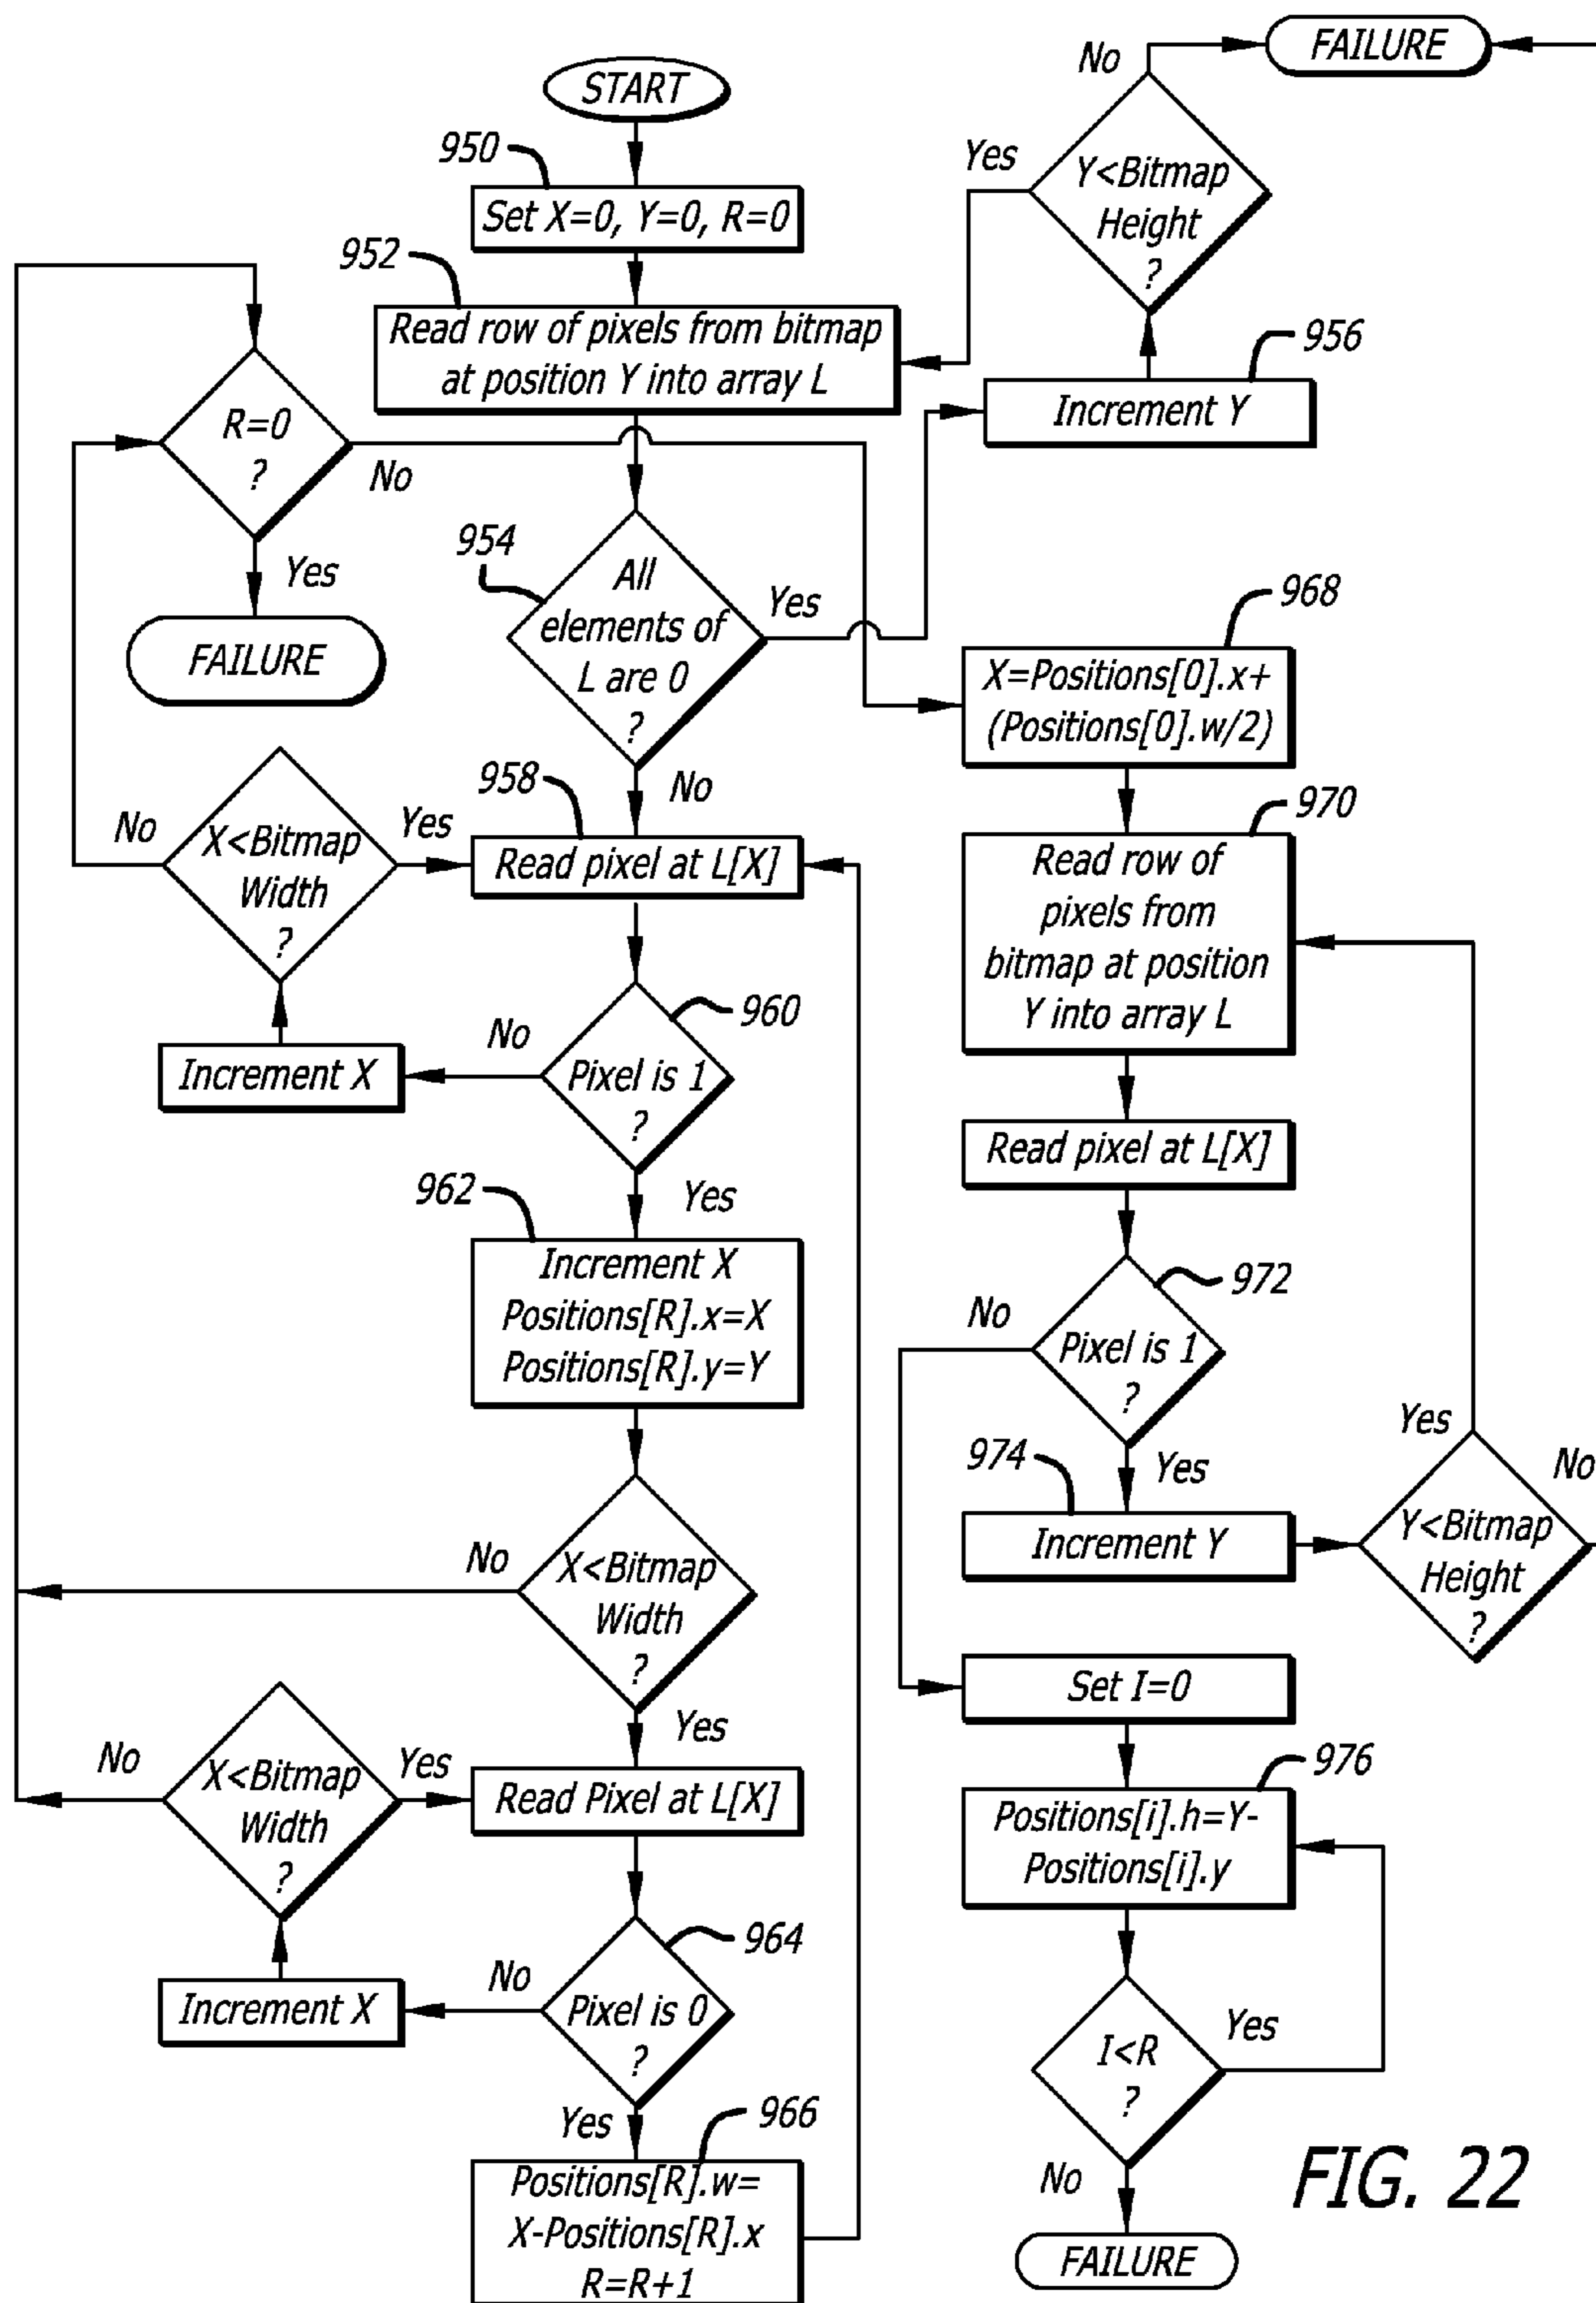 No
FAILURE
START
950
Yes
Y<Bitmap
Height
?
Set X=0, Y=0, R=0
952
Read row of pixels from bitmap
at position Y into array L
956
Increment Y
R=0
?
No
Yes
FAILURE
954
All
elements of
L are 0
?
Yes
No
968
X=Positions[0].x+
(Positions[0].w/2)
958
No
X<Bitmap
Width
?
Yes
Read pixel at L[X]
970
Read row of
pixels from
bitmap at position
Y into array L
960
No
Increment X
Pixel is 1
?
Yes
Read pixel at L[X]
962
Increment X
Positions[R].x=X
Positions[R].y=Y
972
No
Pixel is 1
?
Yes
974
Increment Y
Yes
No
Y<Bitmap
Height
?
No
X<Bitmap
Width
?
Yes
Set I=0
No
X<Bitmap
Width
?
Yes
Read Pixel at L[X]
976
Positions[i].h=Y-
Positions[i].y
964
No
Increment X
Pixel is 0
?
Yes
I<R
?
Yes
No
966
Positions[R].w=
X-Positions[R].x
R=R+1
FAILURE
FIG. 22